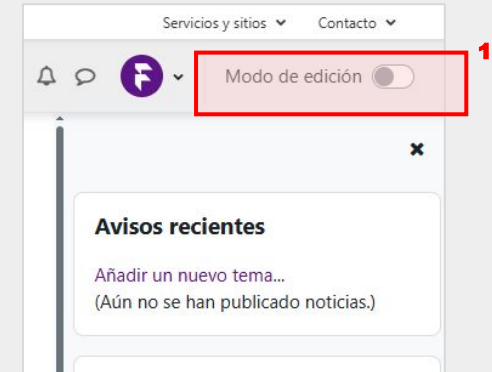 Servicios y sitios Contacto
F Modo de edición 1
Avisos recientes
Añadir un nuevo tema...
(Aún no se han publicado noticias.)